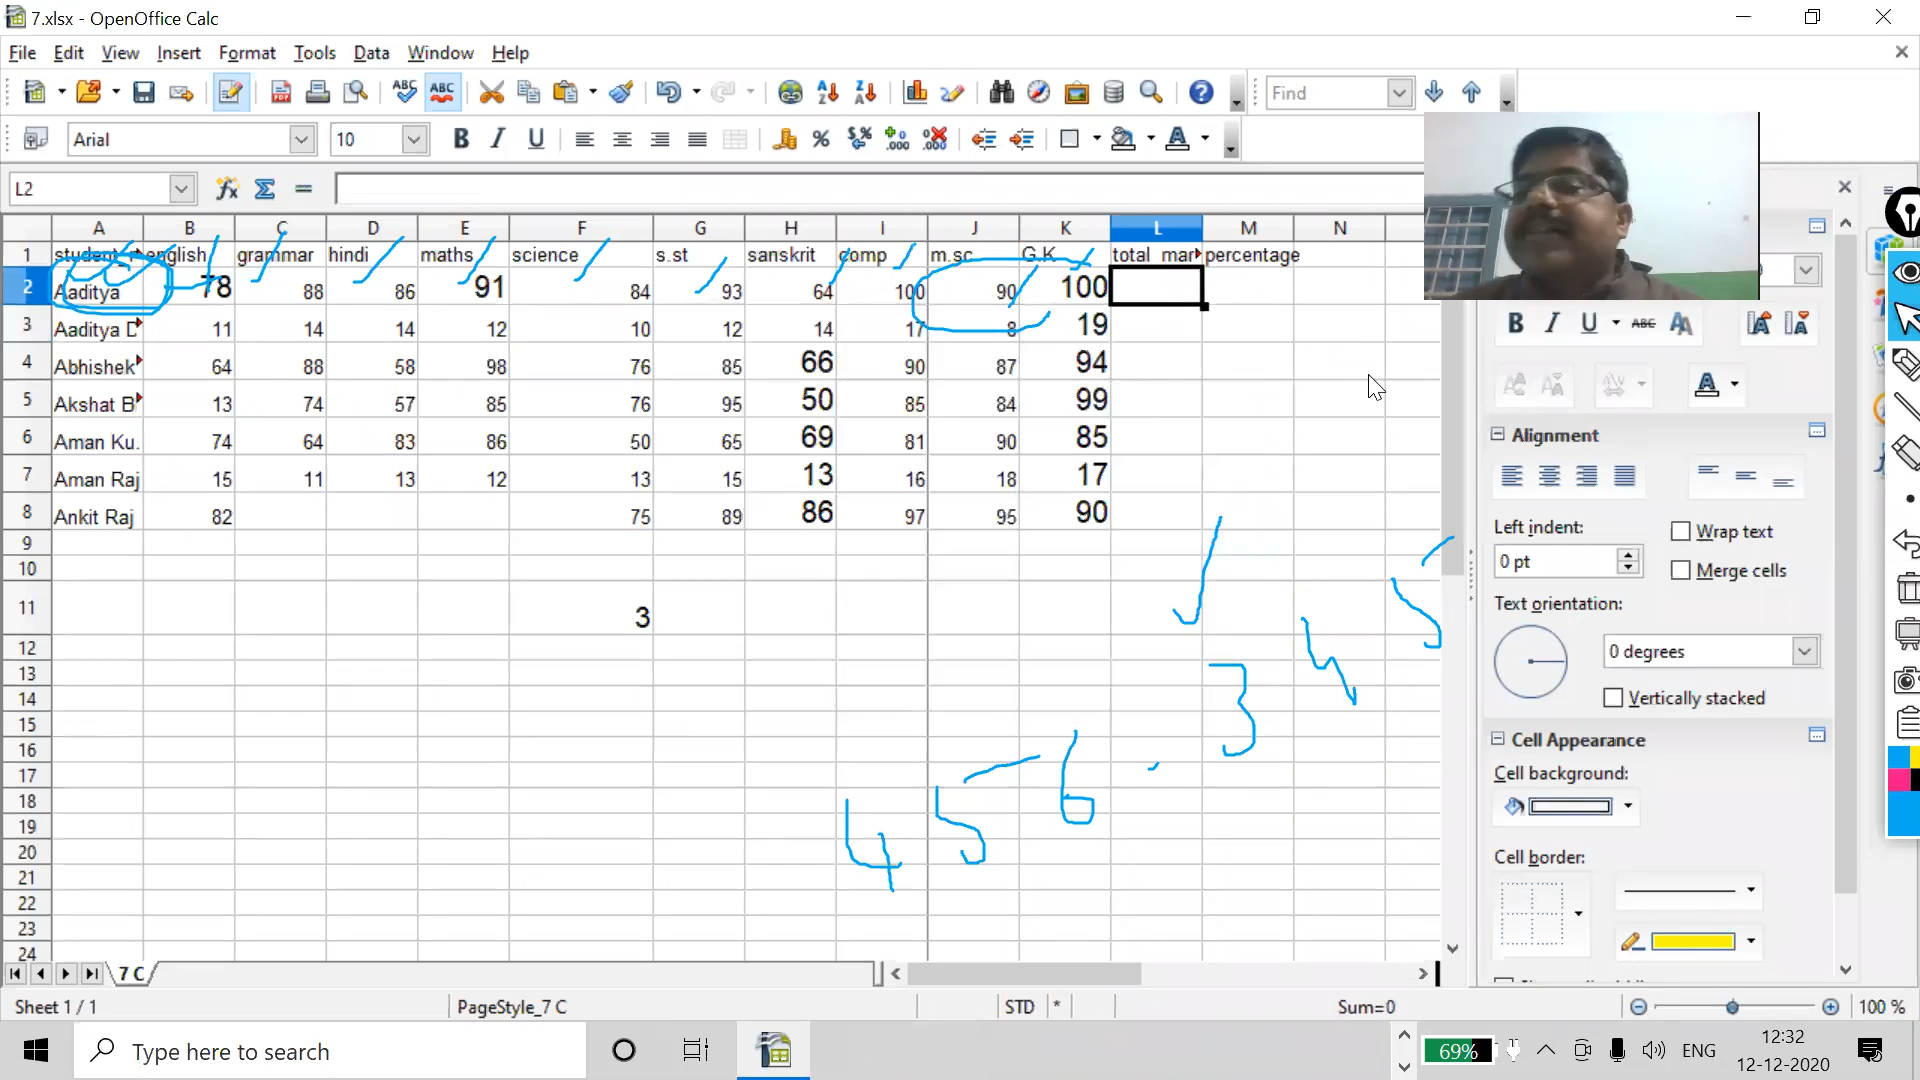 7.xlsx - OpenOffice Calc
File Edit View Insert Format Tools Data Window Help
Find
Arial 10
L2
A B C D E F G H I J K L M N
1 english grammar hindi maths science s.st sanskrit comp m.sc G.K total mar percentage
2 Aaditya 78 88 86 91 84 93 64 100 90 100
3 Aaditya D 11 14 14 12 10 12 14 17 8 19
4 Abhishek 64 88 58 98 76 85 66 90 87 94
5 Akshat B 13 74 57 85 76 95 50 85 84 99
6 Aman Ku. 74 64 83 86 50 65 69 81 90 85
7 Aman Raj 15 11 13 12 13 15 13 16 18 17
8 Ankit Raj 82 75 89 86 97 95 90
9
10
11 3
12
13
14
15
16
17
18
19
20
21
22
23
24
3 4 5
4 5 6
Alignment
Left indent:
0 pt
Wrap text
Merge cells
Text orientation:
0 degrees
Vertically stacked
Cell Appearance
Cell background:
Cell border:
7 C
Sheet 1 / 1 PageStyle_7 C STD * Sum=0 100 %
Type here to search
69% ENG 12:32
12-12-2020